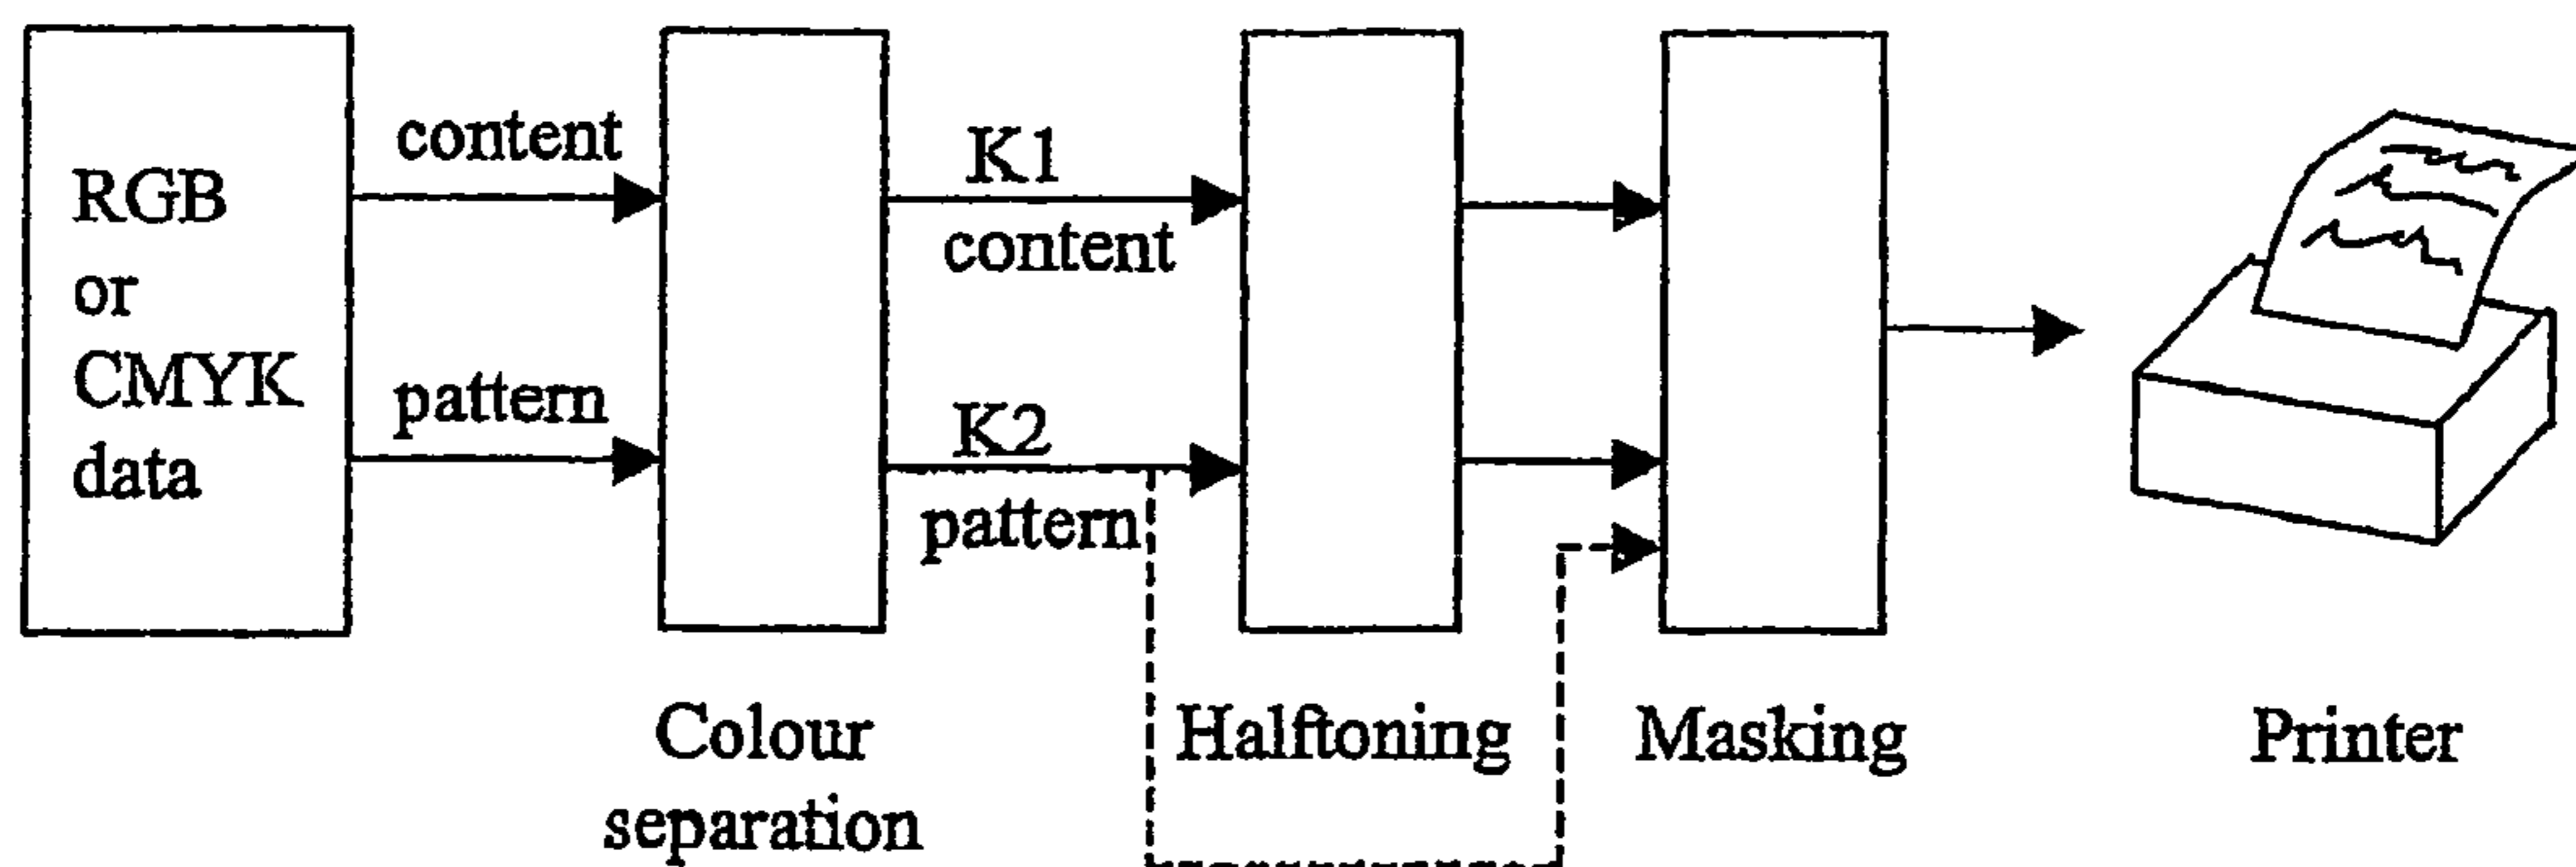 RGB
or
CMYK
data
content
pattern
K1
content
K2
pattern
Colour
separation
Halftoning
Masking
Printer